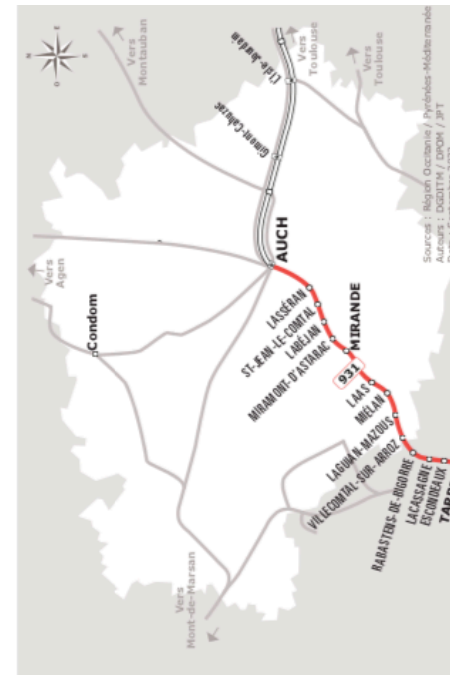 N
E
S
O
Vers
Montauban
Vers
Toulouse
Vers
Toulouse
L'Isle-Jourdain
Gimont-Cahuzac
Vers
Agen
Condom
AUCH
LASSÉRAN
ST-JEAN-LE-COMTAL
LABÉJAN
MIRAMONT-D'ASTARAC
MIRANDE
931
LAAS
MIÉLAN
LAGUIAN-MAZOUS
VILLECOMTAL-SUR-ARROZ
RABASTENS-DE-BIGORRE
LACASSAGNE
ESCONDEAUX
Vers
Mont-de-Marsan
Sources : Région Occitanie / Pyrénées-Méditerranée
Auteurs : DGDITM / DPOM / JPT